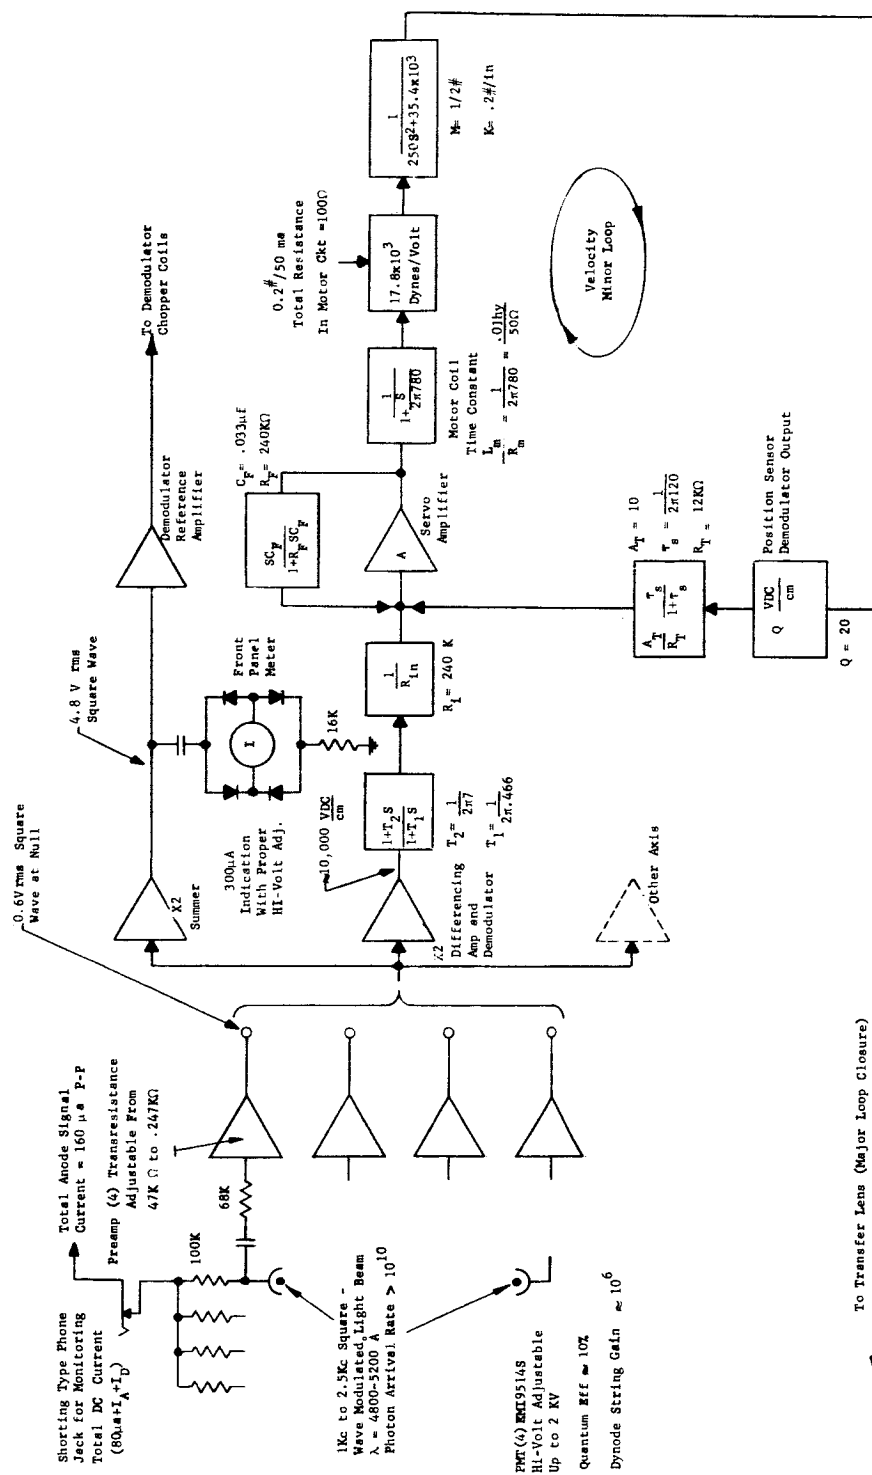 Shorting Type Phone
Jack for Monitoring
Total DC Current
(80μa+I_A+I_D)
Total Anode Signal
Current = 160 μa P-P
Preamp (4) Transresistance
Adjustable From
47K Ω to .247KΩ
100K
68K
1Kc to 2.5Kc Square -
Wave Modulated Light Beam
λ = 4800-5200 A
Photon Arrival Rate > 10^10
PMT(4) EMI9514S
Hi-Volt Adjustable
Up to 2 KV
Quantum Eff ≈ 10%
Dynode String Gain ≈ 10^6
0.6Vrms Square
Wave at Null
X2
Summer
4.8 V rms
Square Wave
Demodulator
Reference
Amplifier
To Demodulator
Chopper Coils
300μA
Indication
With Proper
HI-Volt Adj.
I
Front
Panel
Meter
16K
≈10,000 VDC/cm
X2
Differencing
Amp and
Demodulator
1+T_2S
1+T_1S
T_2= 1/2π7
T_1= 1/2π.466
1/R_in
R_i= 240 K
C_F= .033μf
R_F= 240KΩ
SC_F
1+R_FSC_F
A
Servo
Amplifier
1
1+ S/2π780
Motor Coil
Time Constant
L_m/R_m = 1/2π780 = .01hy/50Ω
0.2#/50 ma
Total Resistance
In Motor Ckt =100Ω
17.8x10^3
Dynes/Volt
1
250S^2+35.4x10^3
M= 1/2#
K= .2#/in
Velocity
Minor Loop
Other Axis
A_T/R_T τ_s/1+τ_s
A_T = 10
τ_s = 1/2π120
R_T = 12KΩ
Q VDC/cm
Position Sensor
Demodulator Output
Q = 20
To Transfer Lens (Major Loop Closure)